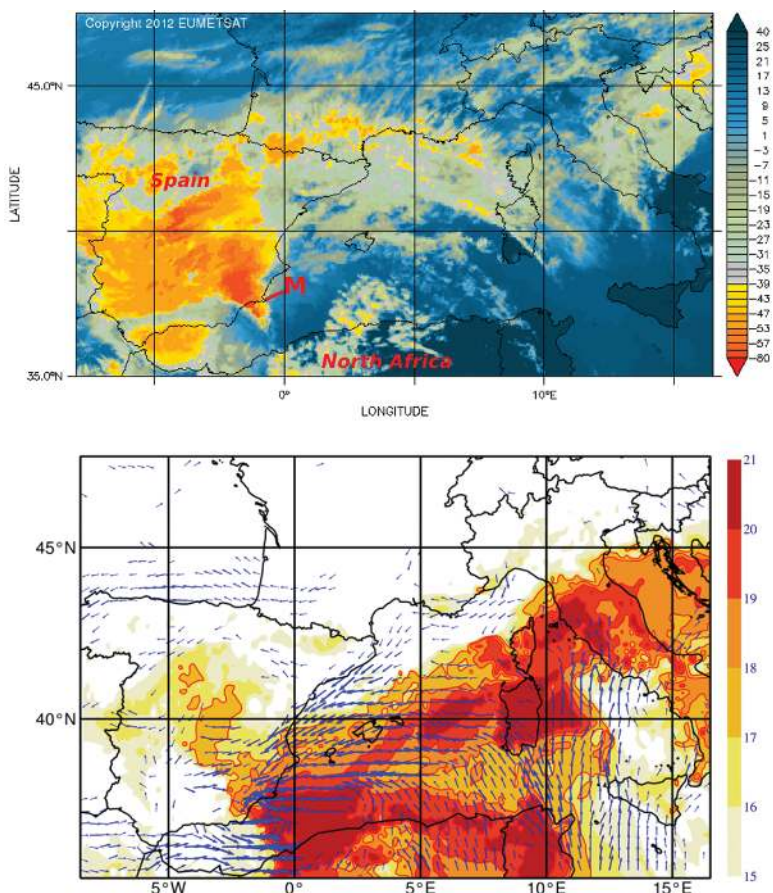 Copyright 2012 EUMETSAT
45.0°N
35.0°N
LATITUDE
Spain
M
North Africa
0°
10°E
LONGITUDE
40
25
21
17
13
9
5
1
-3
-7
-11
-15
-19
-23
-27
-31
-35
-39
-43
-47
-53
-57
-80
45°N
40°N
5°W
0°E
5°E
10°E
15°E
21
20
19
18
17
16
15